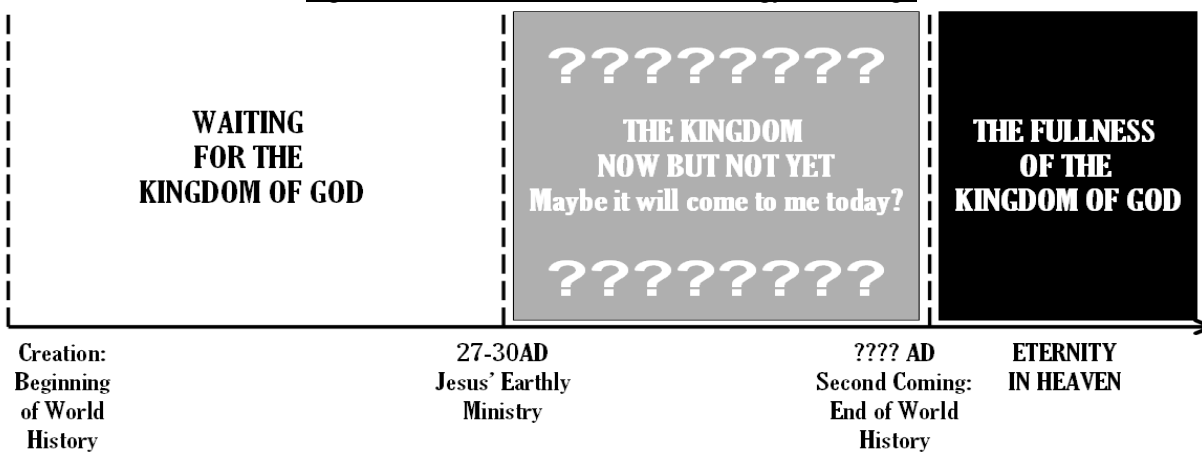 ????????
WAITING
FOR THE
KINGDOM OF GOD
THE KINGDOM
NOW BUT NOT YET
Maybe it will come to me today?
????????
THE FULLNESS
OF THE
KINGDOM OF GOD
Creation:
Beginning
of World
History
27-30AD
Jesus' Earthly
Ministry
???? AD
Second Coming:
End of World
History
ETERNITY
IN HEAVEN